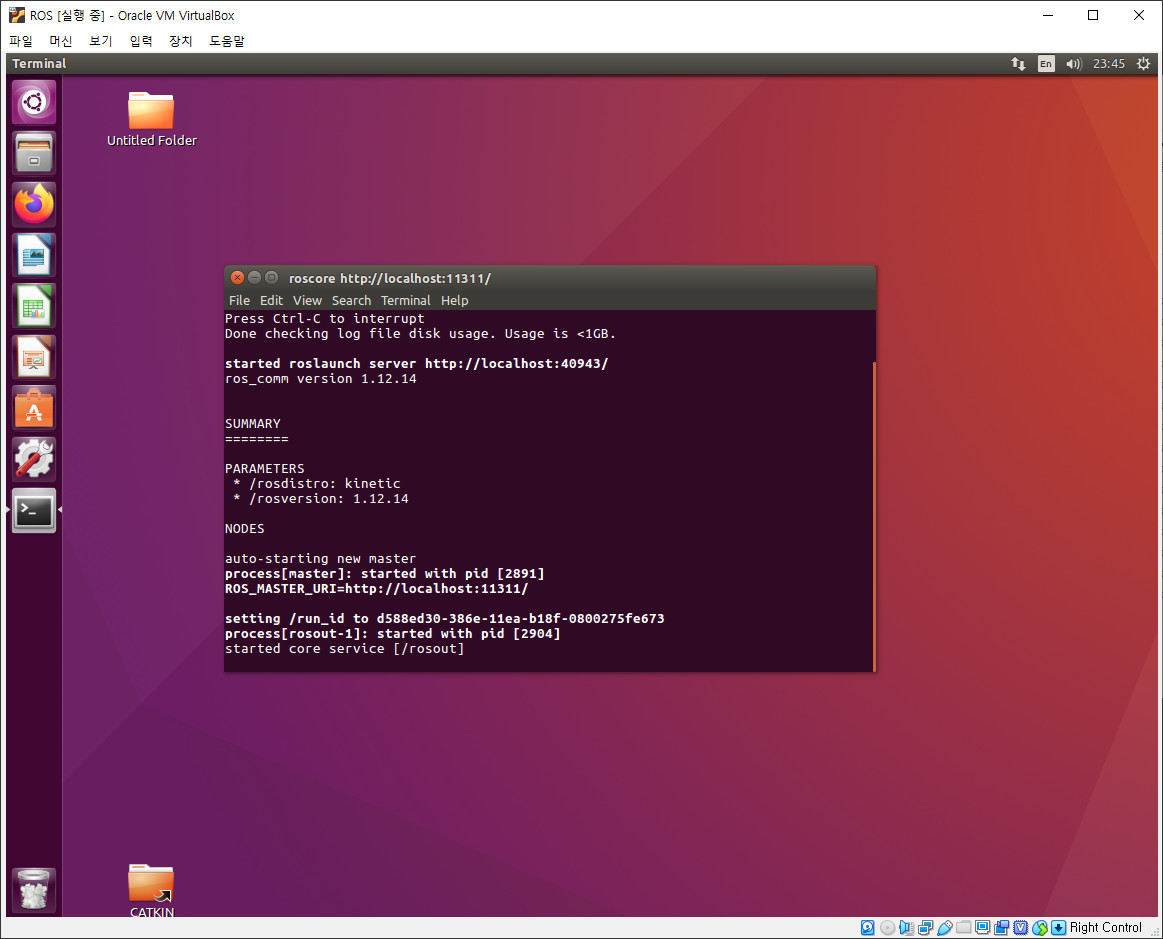 ROS [실행 중] - Oracle VM VirtualBox
파일 머신 보기 입력 장치 도움말
Terminal En 23:45
Untitled Folder
roscore http://localhost:11311/
File Edit View Search Terminal Help
Press Ctrl-C to interrupt
Done checking log file disk usage. Usage is <1GB.
started roslaunch server http://localhost:40943/
ros_comm version 1.12.14
SUMMARY
========
PARAMETERS
* /rosdistro: kinetic
* /rosversion: 1.12.14
NODES
auto-starting new master
process[master]: started with pid [2891]
ROS_MASTER_URI=http://localhost:11311/
setting /run_id to d588ed30-386e-11ea-b18f-0800275fe673
process[rosout-1]: started with pid [2904]
started core service [/rosout]
CATKIN
Right Control